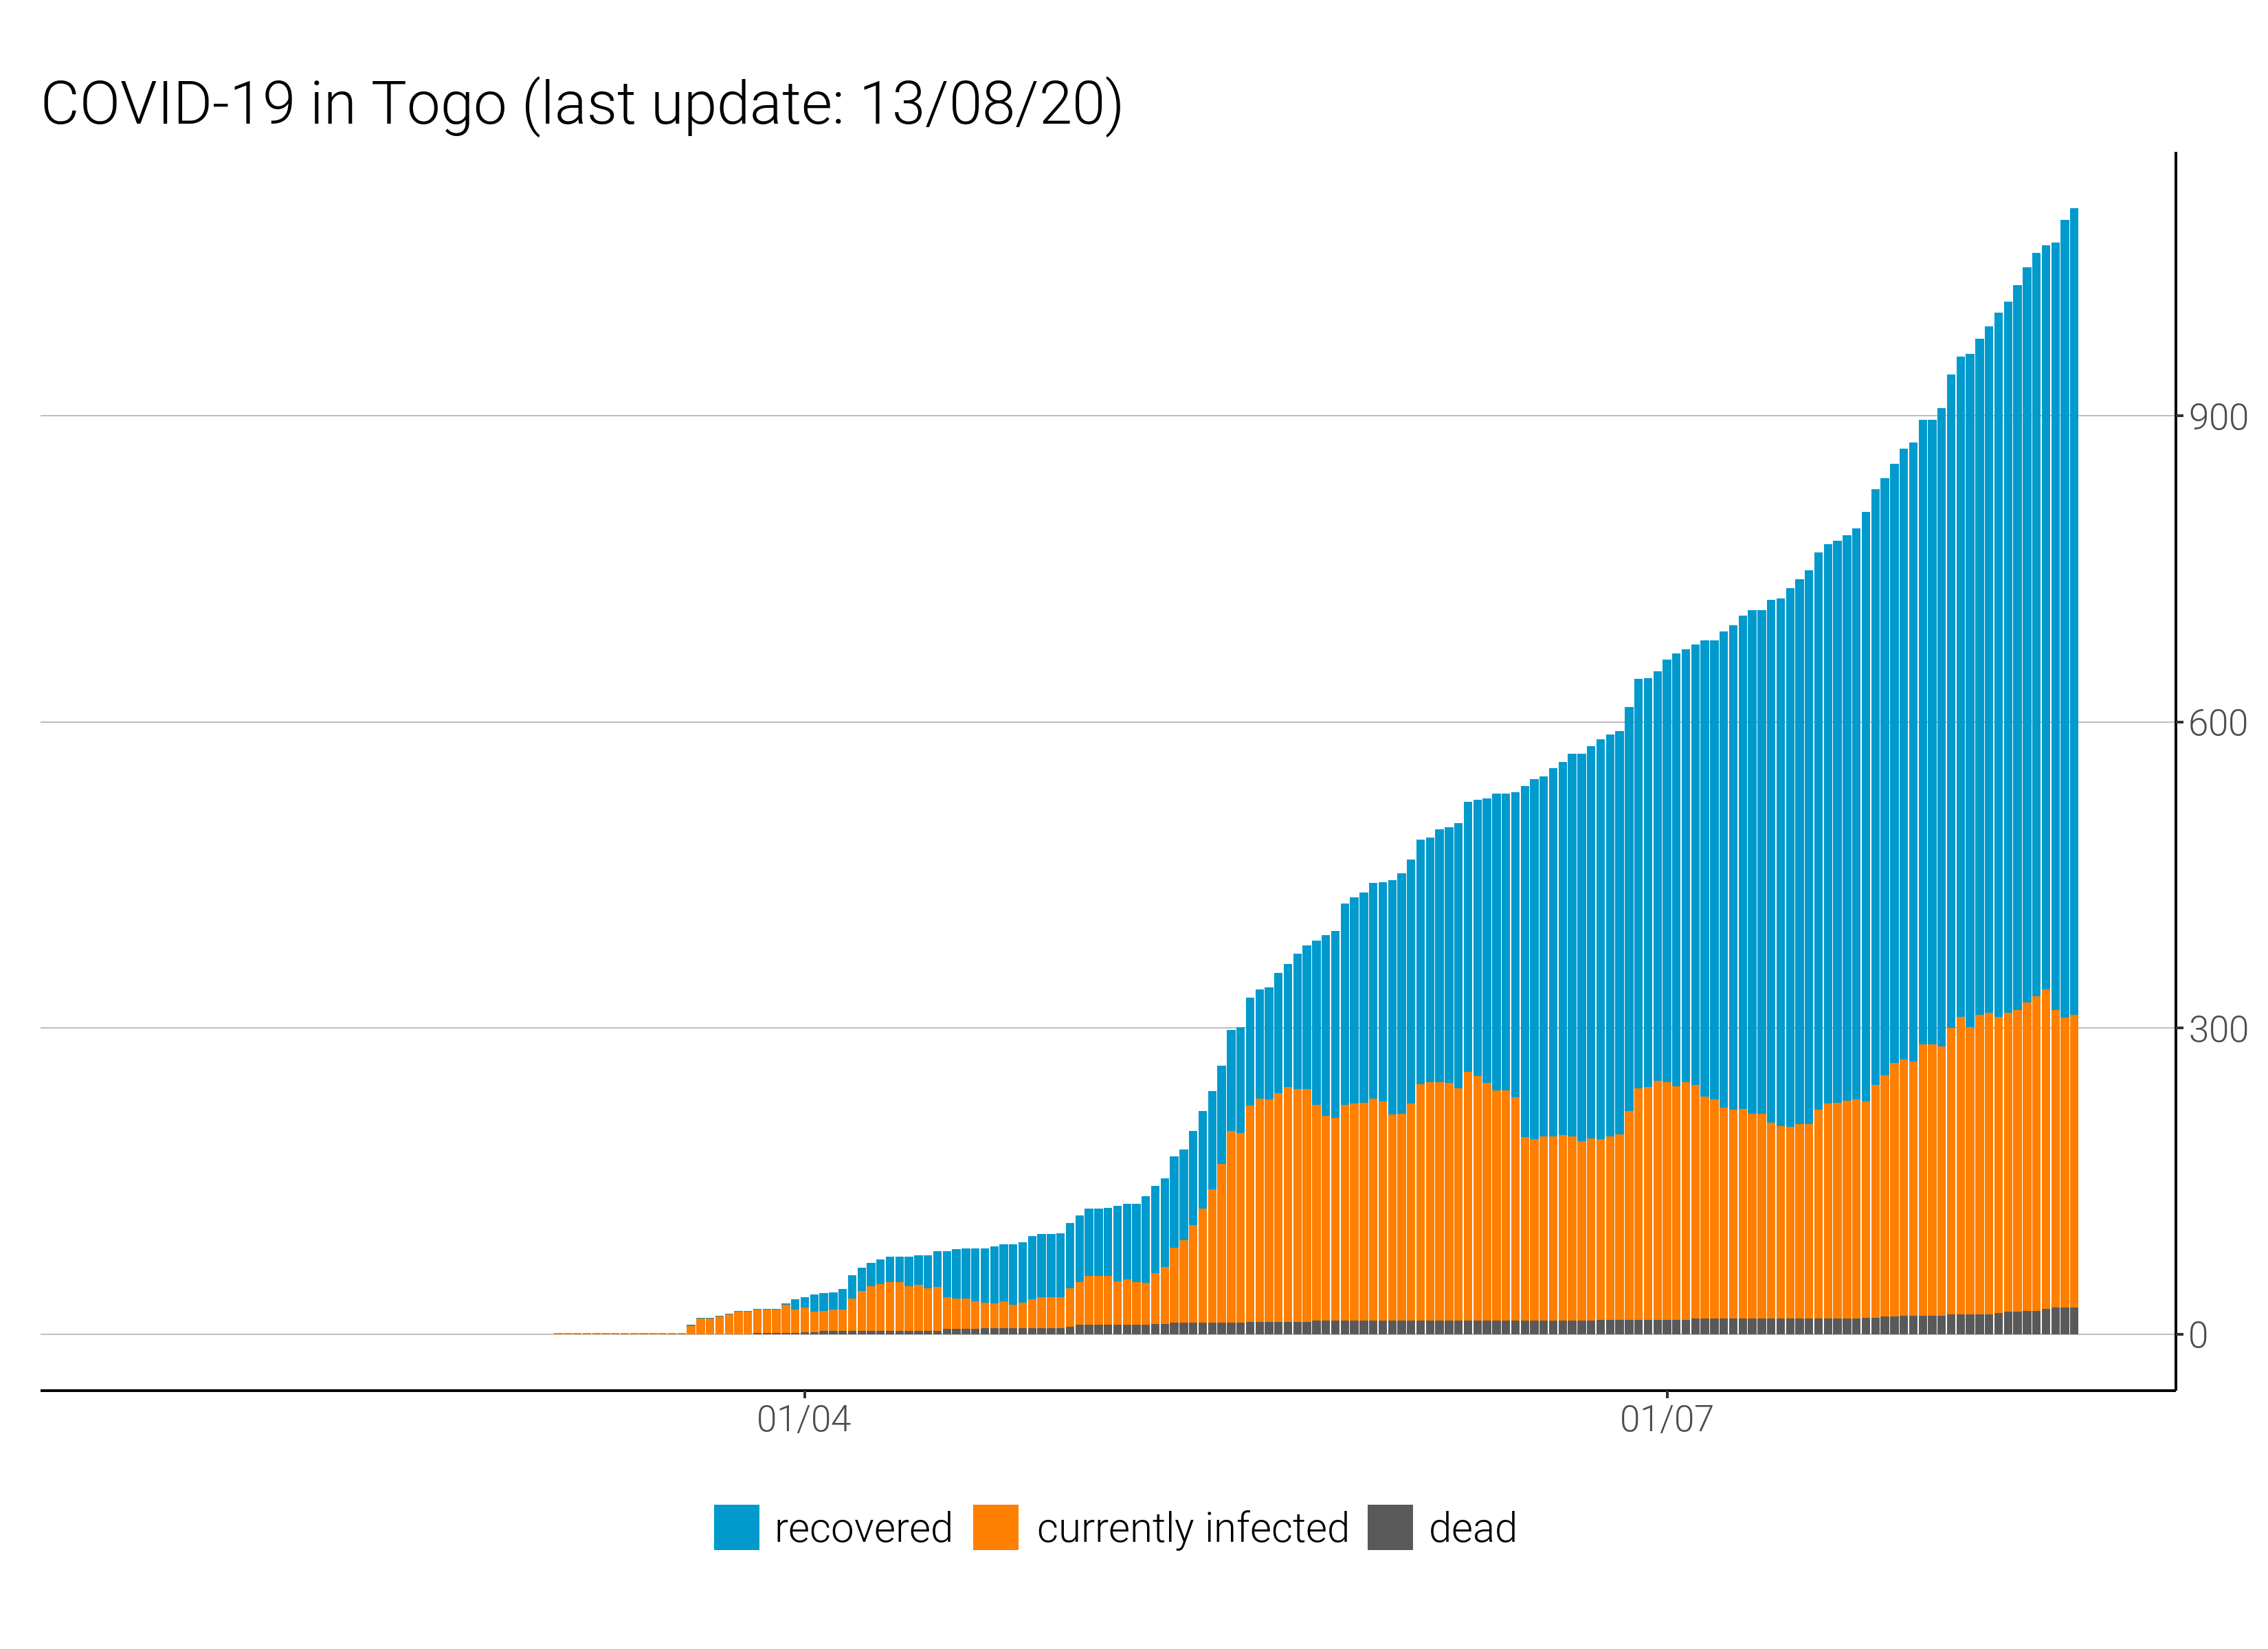 COVID-19 in Togo (last update: 13/08/20)
900
600
300
0
01/04 01/07
recovered currently infected dead